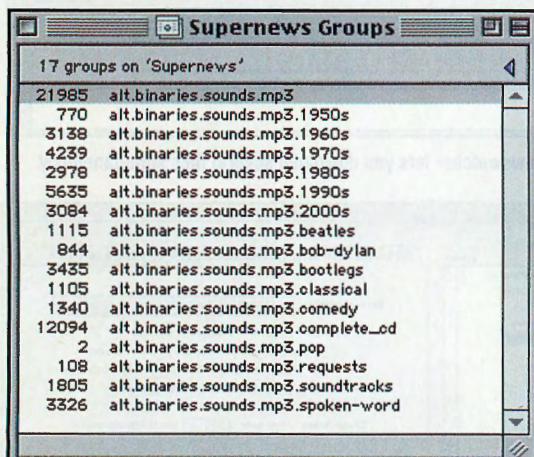 Supernews Groups
17 groups on 'Supernews'
21985 alt.binaries.sounds.mp3
770 alt.binaries.sounds.mp3.1950s
3138 alt.binaries.sounds.mp3.1960s
4239 alt.binaries.sounds.mp3.1970s
2978 alt.binaries.sounds.mp3.1980s
5635 alt.binaries.sounds.mp3.1990s
3084 alt.binaries.sounds.mp3.2000s
1115 alt.binaries.sounds.mp3.beatles
844 alt.binaries.sounds.mp3.bob-dylan
3435 alt.binaries.sounds.mp3.bootlegs
1105 alt.binaries.sounds.mp3.classical
1340 alt.binaries.sounds.mp3.comedy
12094 alt.binaries.sounds.mp3.complete_cd
2 alt.binaries.sounds.mp3.pop
108 alt.binaries.sounds.mp3.requests
1805 alt.binaries.sounds.mp3.soundtracks
3326 alt.binaries.sounds.mp3.spoken-word